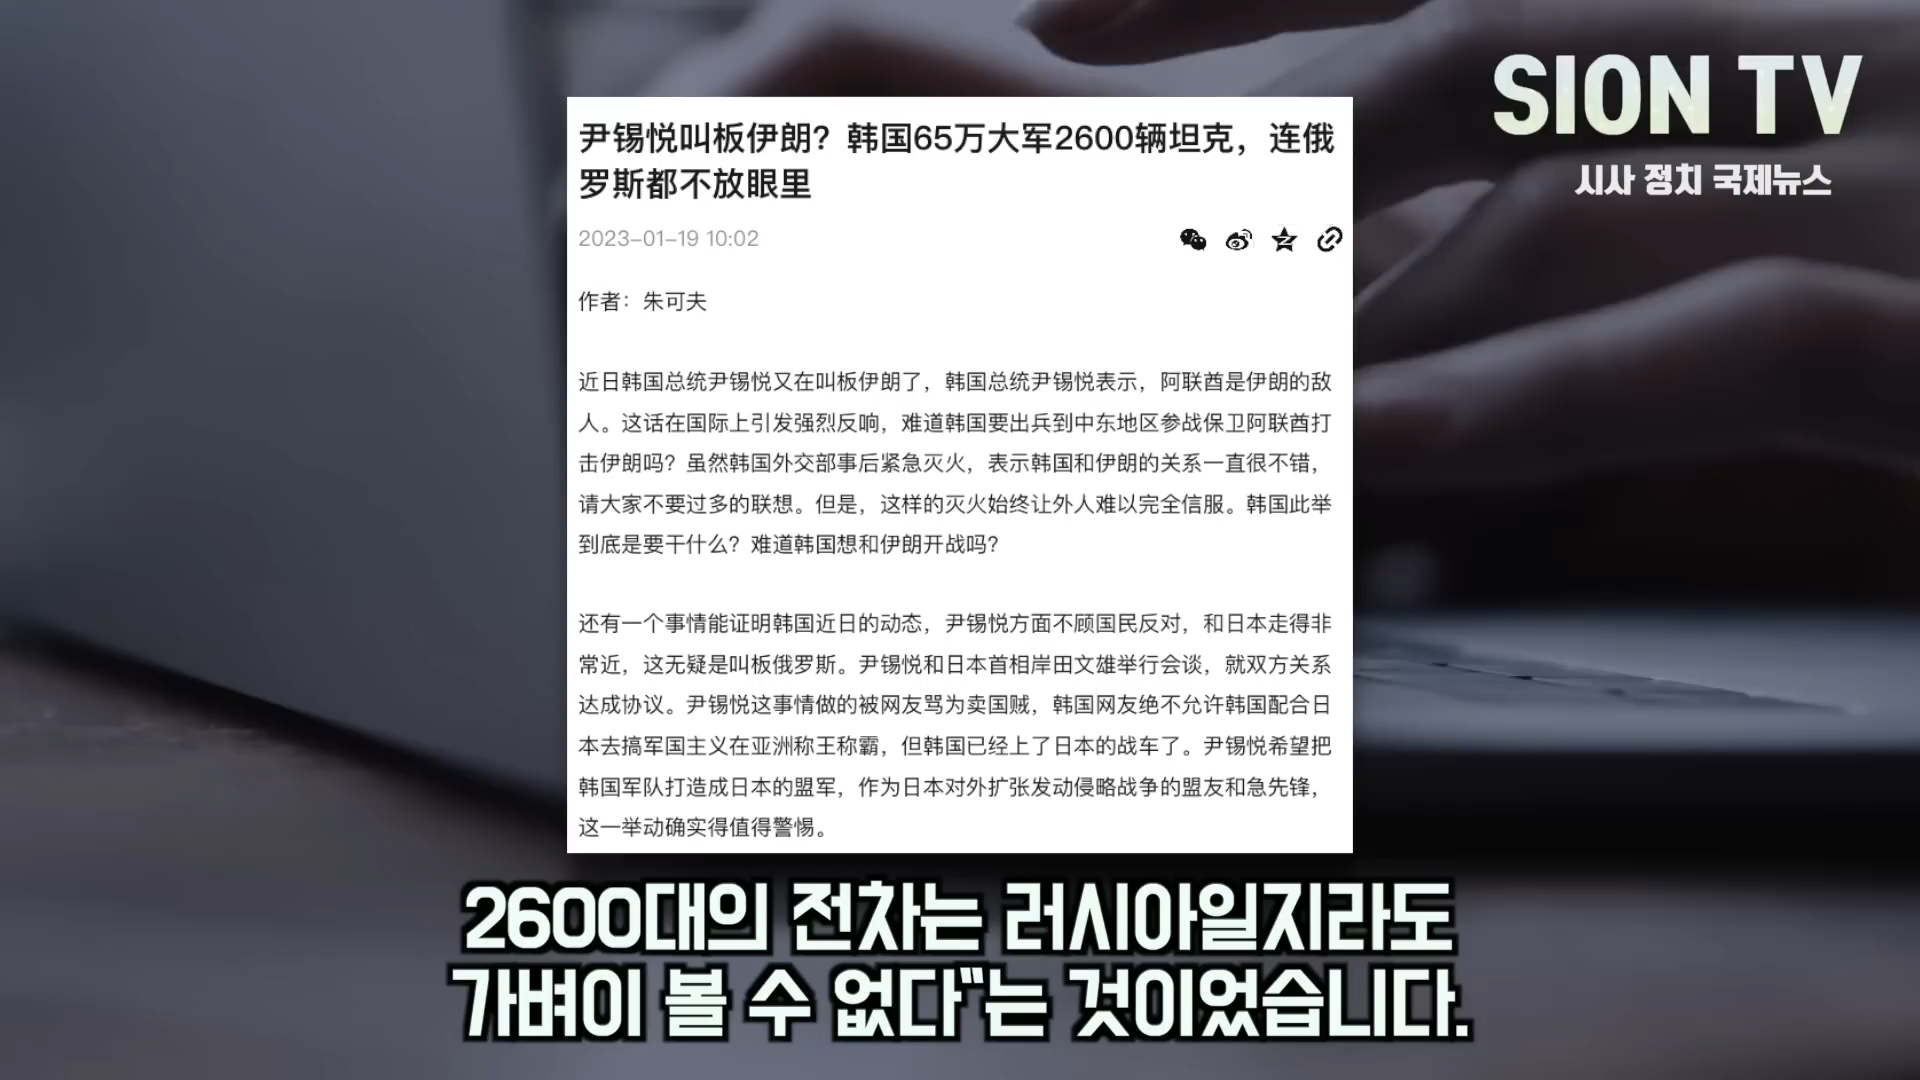 SION TV
시사 정치 국제뉴스
尹锡悦叫板伊朗？韩国65万大军2600辆坦克，连俄
罗斯都不放眼里
2023-01-19 10:02
作者：朱可夫
近日韩国总统尹锡悦又在叫板伊朗了，韩国总统尹锡悦表示，阿联酋是伊朗的敌
人。这话在国际上引发强烈反响，难道韩国要出兵到中东地区参战保卫阿联酋打
击伊朗吗？虽然韩国外交部事后紧急灭火，表示韩国和伊朗的关系一直很不错，
请大家不要过多的联想。但是，这样的灭火始终让外人难以完全信服。韩国此举
到底是要干什么？难道韩国想和伊朗开战吗？
还有一个事情能证明韩国近日的动态，尹锡悦方面不顾国民反对，和日本走得非
常近，这无疑是叫板俄罗斯。尹锡悦和日本首相岸田文雄举行会谈，就双方关系
达成协议。尹锡悦这事情做的被网友骂为卖国贼，韩国网友绝不允许韩国配合日
本去搞军国主义在亚洲称王称霸，但韩国已经上了日本的战车了。尹锡悦希望把
韩国军队打造成日本的盟军，作为日本对外扩张发动侵略战争的盟友和急先锋，
这一举动确实得值得警惕。
2600대의 전차는 러시아일지라도
가벼이 볼 수 없다"는 것이었습니다.